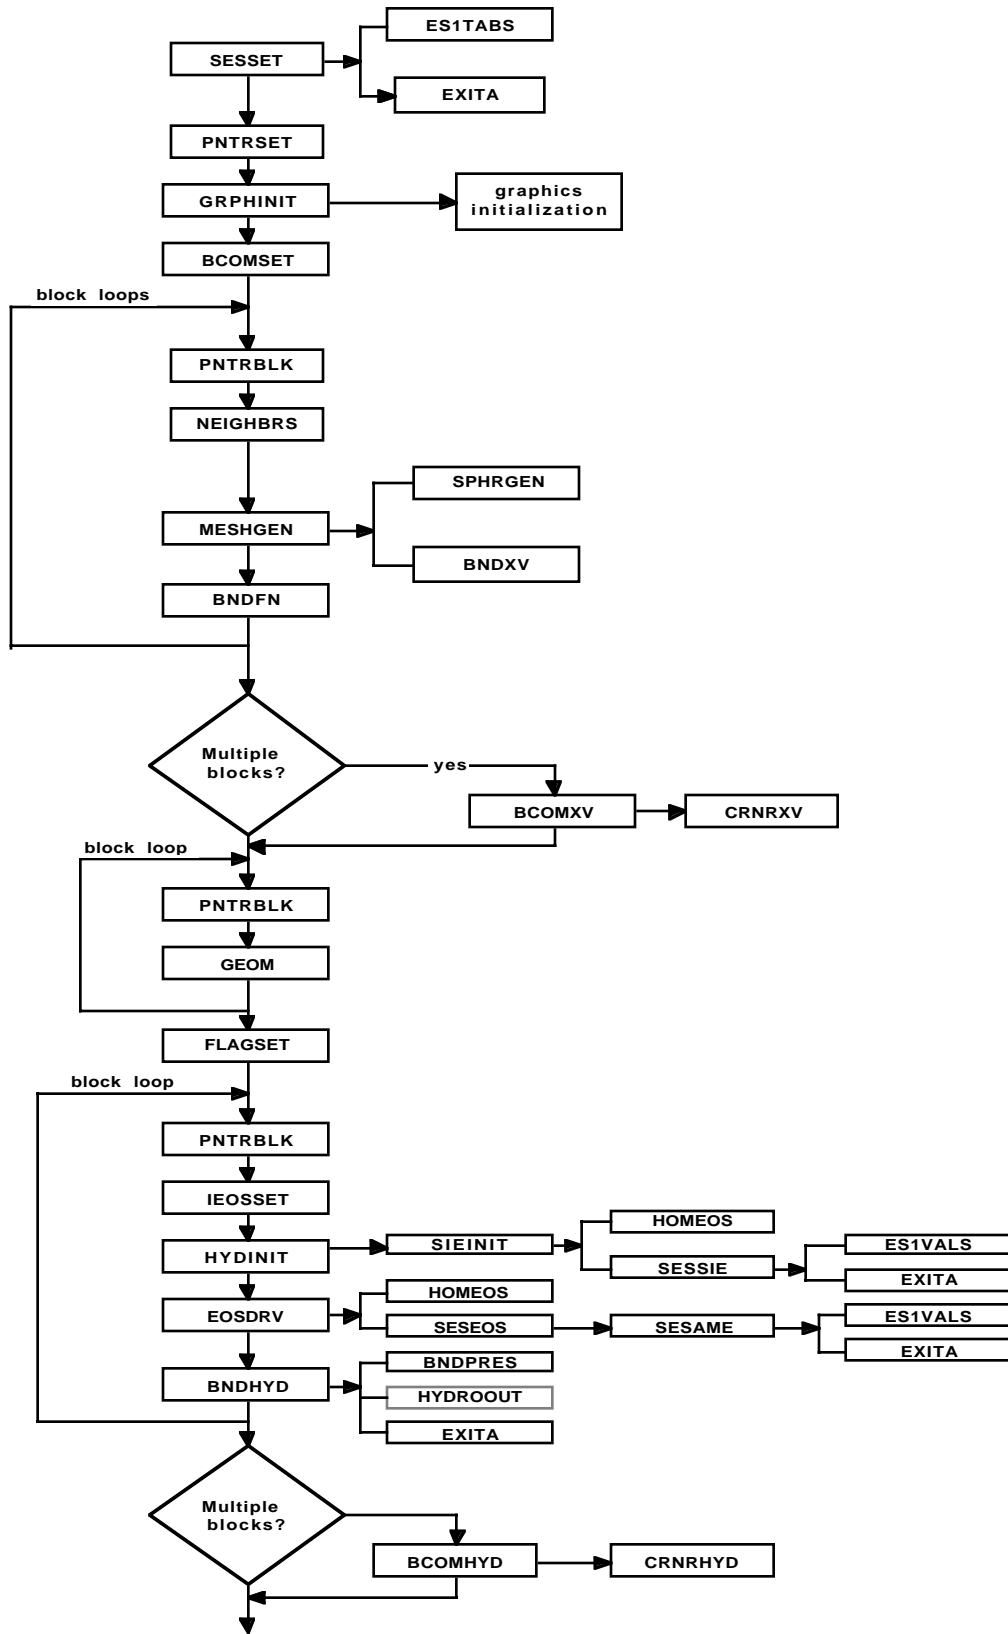 ES1TABS
SESSET
EXITA
PNTRSET
GRPHINIT
graphics
initialization
BCOMSET
block loops
PNTRBLK
NEIGHBRS
SPHRGEN
MESHGEN
BNDXV
BNDFN
Multiple
blocks?
yes
BCOMXV
CRNRXV
block loop
PNTRBLK
GEOM
FLAGSET
block loop
PNTRBLK
IEOSSET
HOMEOS
HYDINIT
SIEINIT
SESSIE
ES1VALS
EXITA
HOMEOS
EOSDRV
SESEOS
SESAME
ES1VALS
EXITA
BNDPRES
BNDHYD
HYDROOUT
EXITA
Multiple
blocks?
BCOMHYD
CRNRHYD